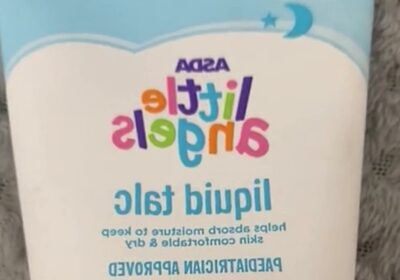 ASDA
little
angels
liquid talc
helps absorb moisture to keep
skin comfortable & dry
PAEDIATRICIAN APPROVED